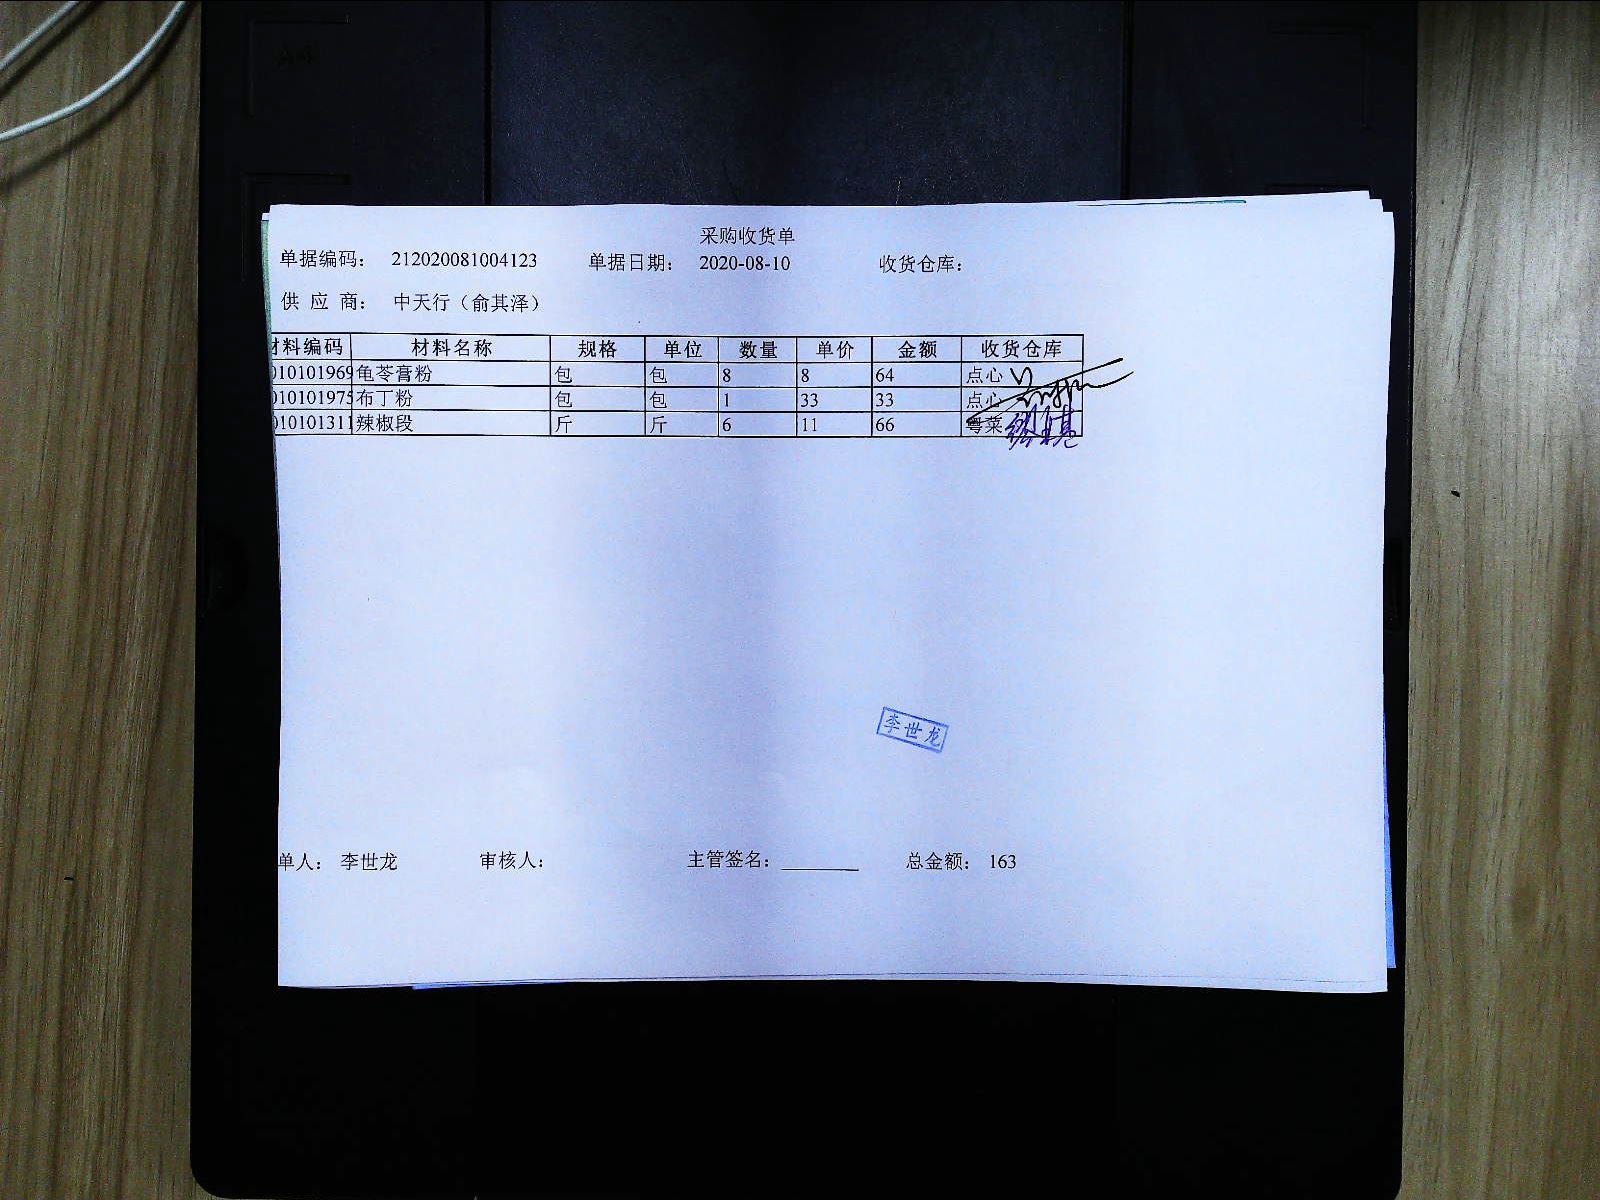 采购收货单
单据编码： 212020081004123 单据日期： 2020-08-10 收货仓库：
供 应 商： 中天行（俞其泽）
材料编码 材料名称 规格 单位 数量 单价 金额 收货仓库
010101969 龟苓膏粉 包 包 8 8 64 点心
010101975 布丁粉 包 包 1 33 33 点心
010101311 辣椒段 斤 斤 6 11 66 粤菜
李世龙
单人： 李世龙 审核人： 主管签名： 总金额： 163